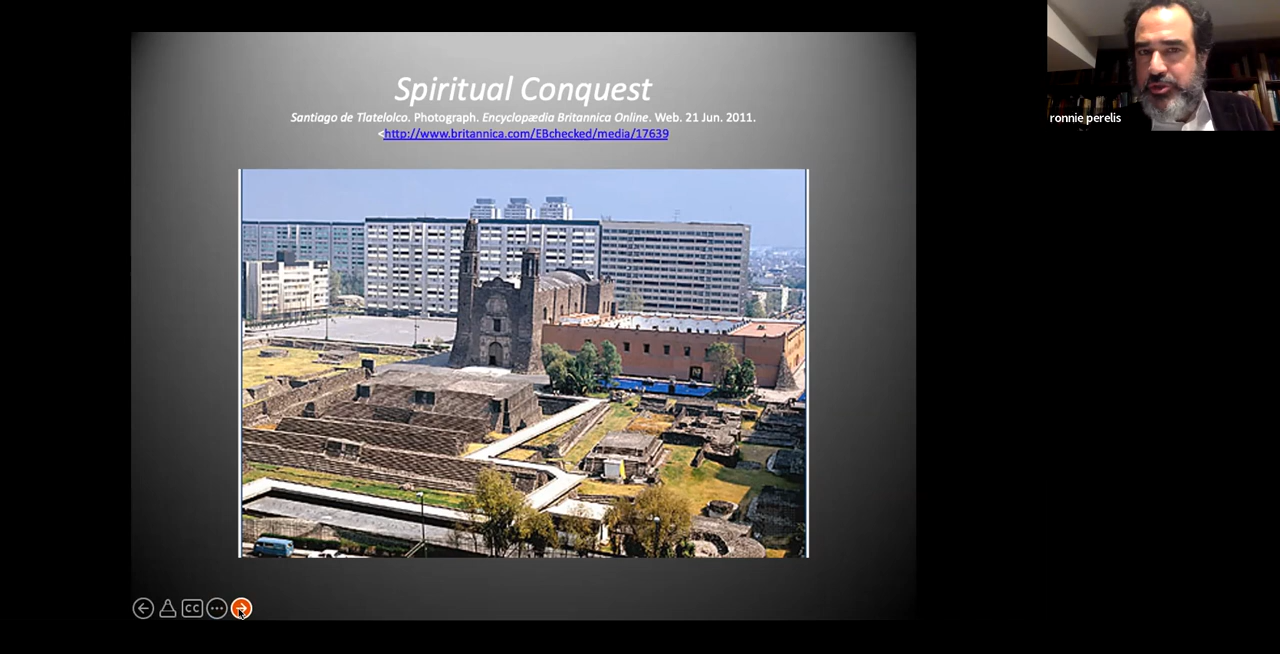 Spiritual Conquest
Santiago de Tlatelolco. Photograph. Encyclopædia Britannica Online. Web. 21 Jun. 2011.
<http://www.britannica.com/EBchecked/media/17639
ronnie perelis
CC